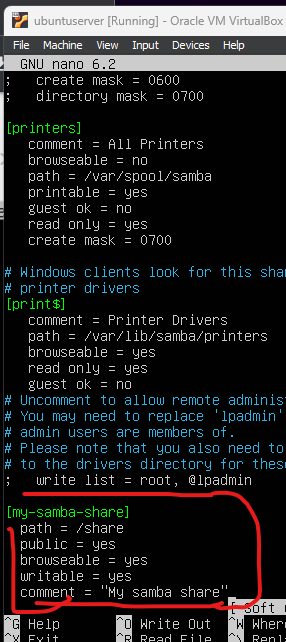 ubuntuserver [Running] - Oracle VM VirtualBox
File Machine View Input Devices Help
GNU nano 6.2
;   create mask = 0600
;   directory mask = 0700
[printers]
comment = All Printers
browseable = no
path = /var/spool/samba
printable = yes
guest ok = no
read only = yes
create mask = 0700
# Windows clients look for this sha
# printer drivers
[print$]
comment = Printer Drivers
path = /var/lib/samba/printers
browseable = yes
read only = yes
guest ok = no
# Uncomment to allow remote adminis
# You may need to replace 'lpadmin'
# admin users are members of.
# Please note that you also need to
# to the drivers directory for these
;   write list = root, @lpadmin
[my-samba-share]
path = /share
public = yes
browseable = yes
writable = yes
comment = "My samba share"
[ Soft
^G Help ^O Write Out ^W Where
^X Exit ^R Read File